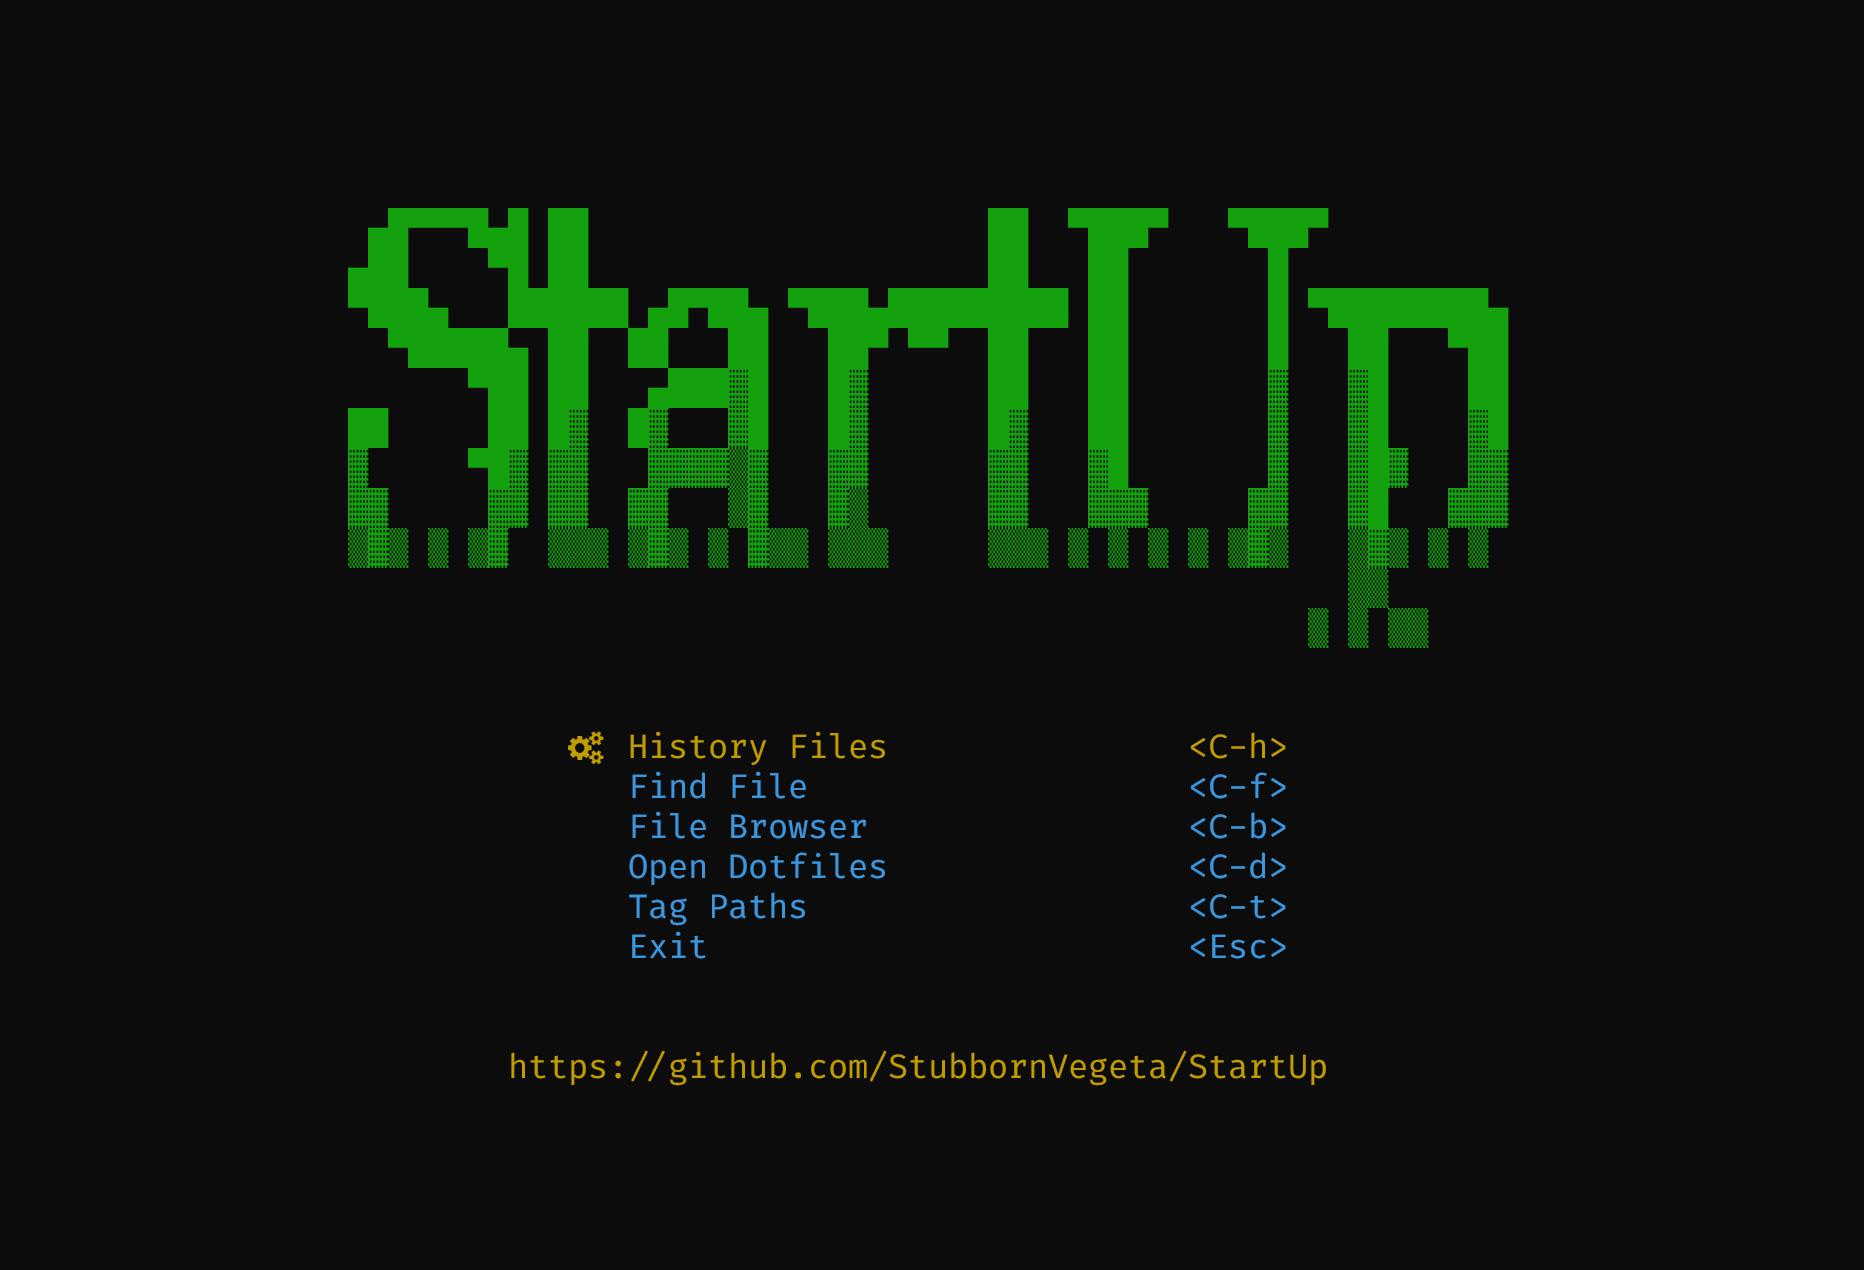 StartUp
History Files <C-h>
Find File <C-f>
File Browser <C-b>
Open Dotfiles <C-d>
Tag Paths <C-t>
Exit <Esc>
https://github.com/StubbornVegeta/StartUp